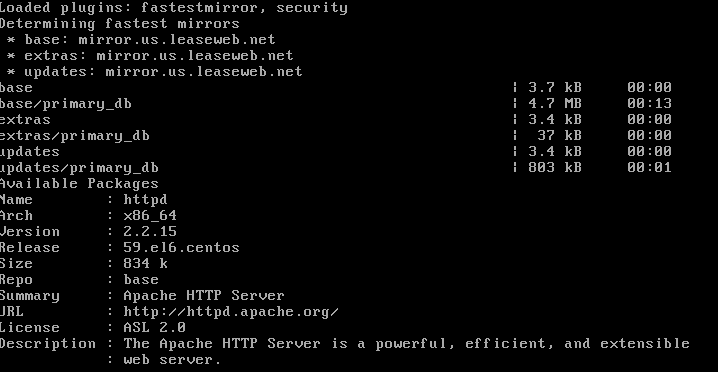 Loaded plugins: fastestmirror, security
Determining fastest mirrors
 * base: mirror.us.leaseweb.net
 * extras: mirror.us.leaseweb.net
 * updates: mirror.us.leaseweb.net
base | 3.7 kB 00:00
base/primary_db | 4.7 MB 00:13
extras | 3.4 kB 00:00
extras/primary_db | 37 kB 00:00
updates | 3.4 kB 00:00
updates/primary_db | 803 kB 00:01
Available Packages
Name : httpd
Arch : x86_64
Version : 2.2.15
Release : 59.el6.centos
Size : 834 k
Repo : base
Summary : Apache HTTP Server
URL : http://httpd.apache.org/
License : ASL 2.0
Description : The Apache HTTP Server is a powerful, efficient, and extensible
 : web server.